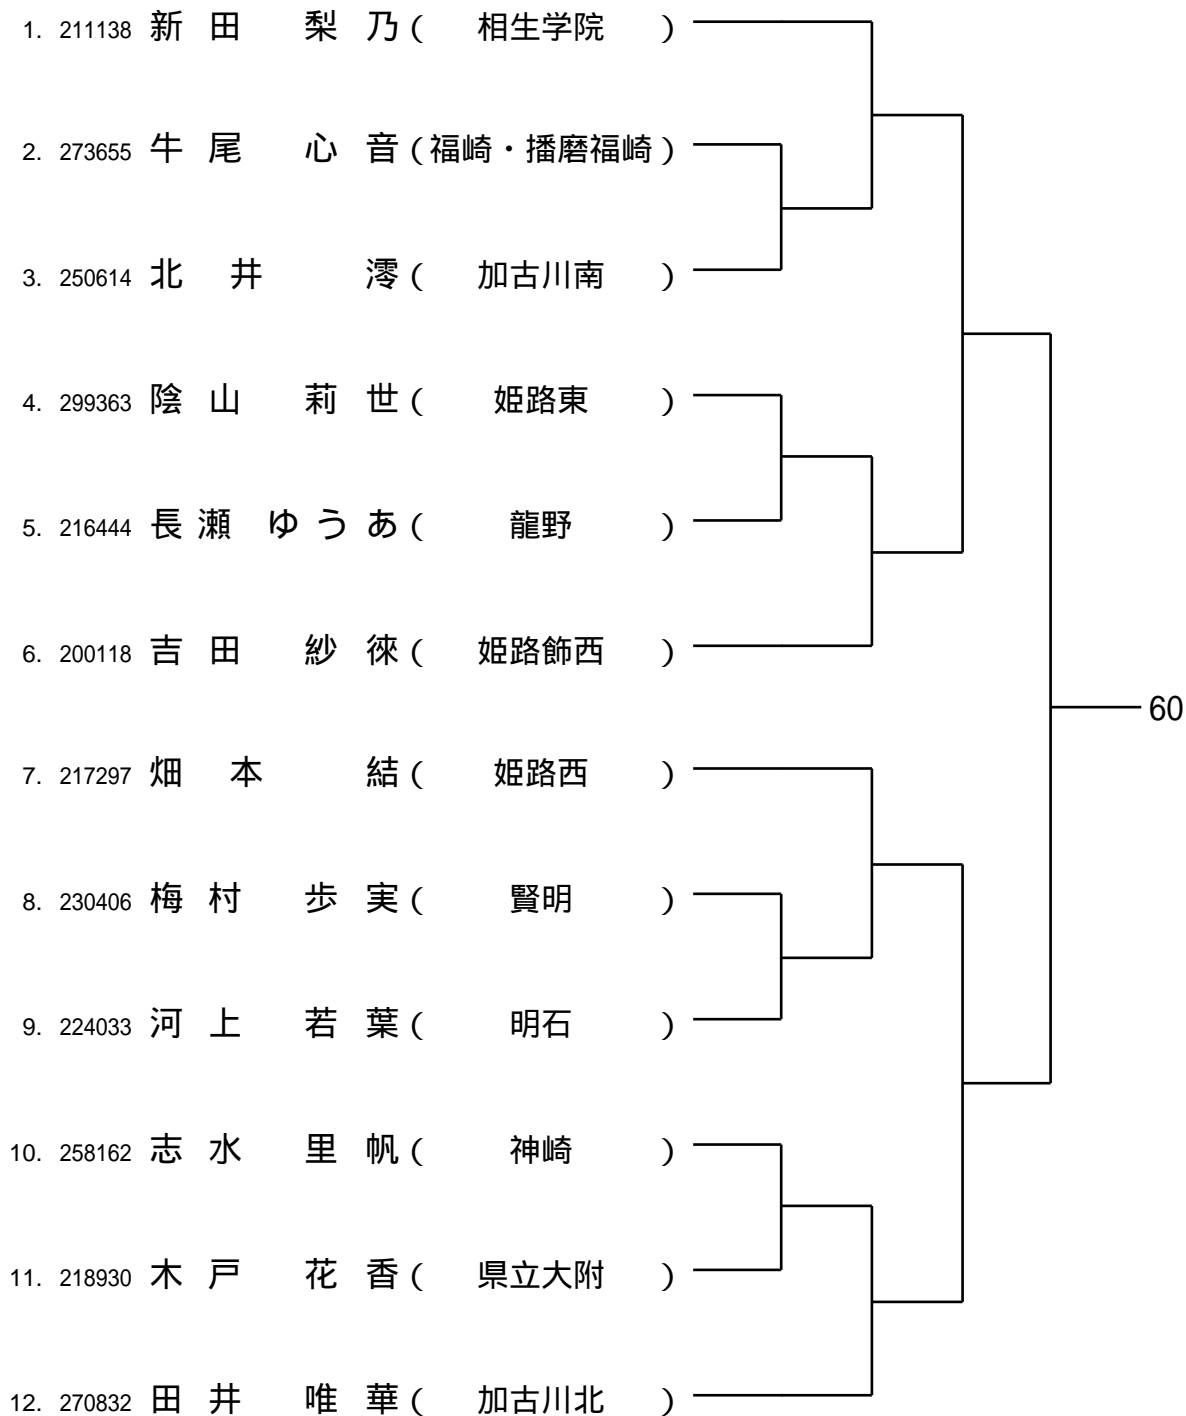 1. 211138 新田 梨乃 ( 相生学院 )
2. 273655 牛尾 心音 ( 福崎・播磨福崎 )
3. 250614 北井 澪 ( 加古川南 )
4. 299363 陰山 莉世 ( 姫路東 )
5. 216444 長瀬 ゆうあ ( 龍野 )
6. 200118 吉田 紗徠 ( 姫路飾西 )
60
7. 217297 畑本 結 ( 姫路西 )
8. 230406 梅村 歩実 ( 賢明 )
9. 224033 河上 若葉 ( 明石 )
10. 258162 志水 里帆 ( 神崎 )
11. 218930 木戸 花香 ( 県立大附 )
12. 270832 田井 唯華 ( 加古川北 )